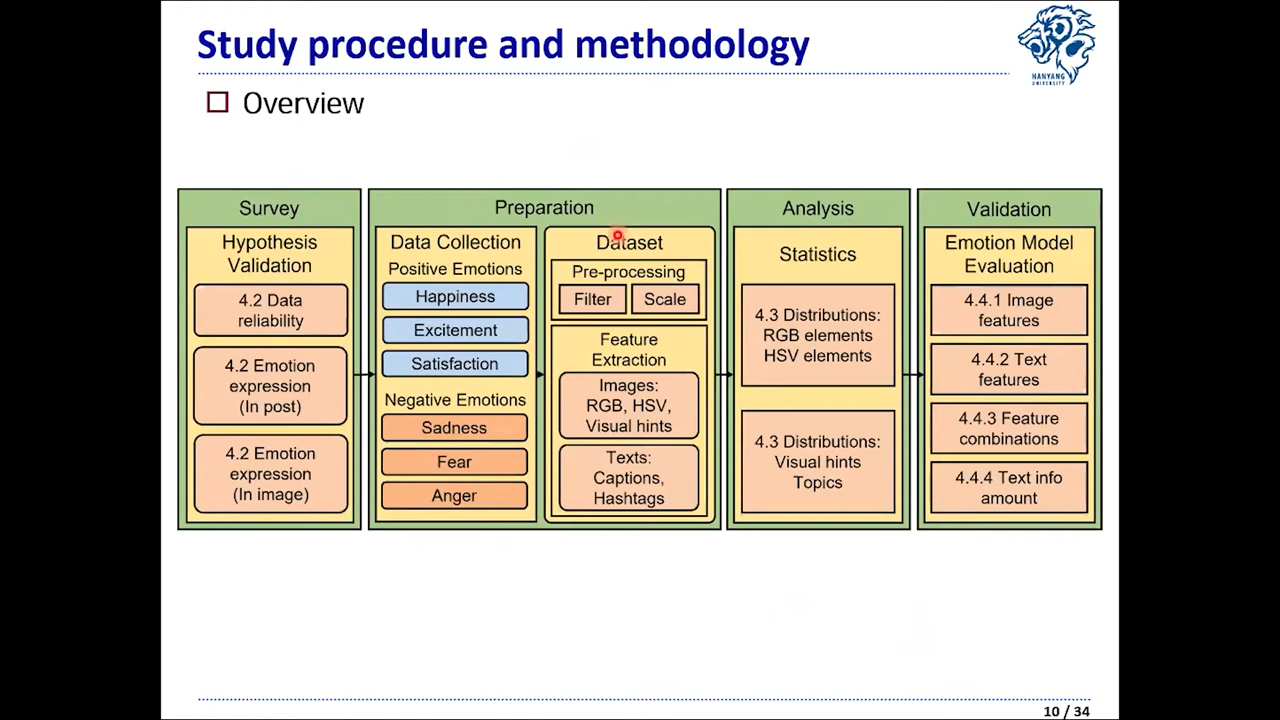 Study procedure and methodology
HANYANG
UNIVERSITY
Overview
Survey
Hypothesis
Validation
4.2 Data
reliability
4.2 Emotion
expression
(In post)
4.2 Emotion
expression
(In image)
Preparation
Data Collection
Positive Emotions
Happiness
Excitement
Satisfaction
Negative Emotions
Sadness
Fear
Anger
Dataset
Pre-processing
Filter
Scale
Feature
Extraction
Images:
RGB, HSV,
Visual hints
Texts:
Captions,
Hashtags
Analysis
Statistics
4.3 Distributions:
RGB elements
HSV elements
4.3 Distributions:
Visual hints
Topics
Validation
Emotion Model
Evaluation
4.4.1 Image
features
4.4.2 Text
features
4.4.3 Feature
combinations
4.4.4 Text info
amount
10 / 34